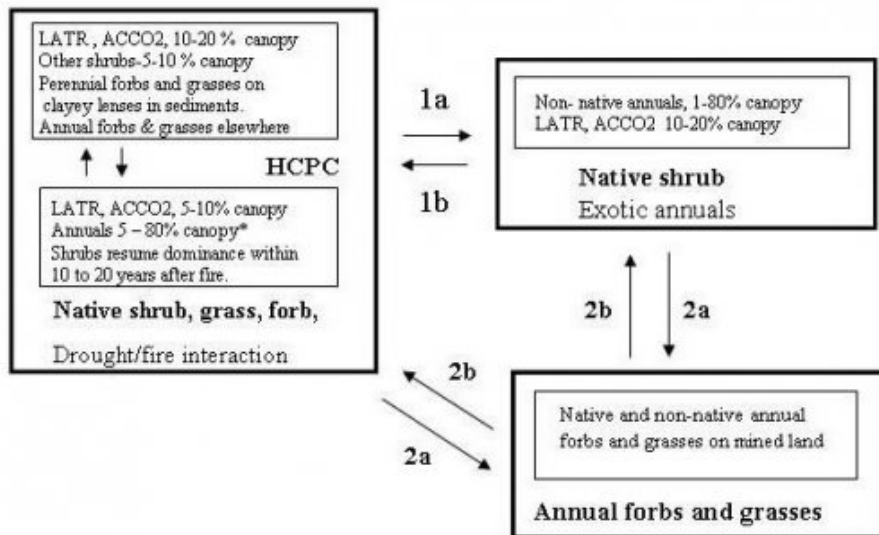 LATR , ACCO2, 10-20 % canopy
Other shrubs-5-10 % canopy
Perennial forbs and grasses on
clayey lenses in sediments.
Annual forbs & grasses elsewhere
HCPC
LATR, ACCO2, 5-10% canopy
Annuals 5 – 80% canopy*
Shrubs resume dominance within
10 to 20 years after fire.
Native shrub, grass, forb,
Drought/fire interaction
1a
1b
Non- native annuals, 1-80% canopy
LATR, ACCO2 10-20% canopy
Native shrub
Exotic annuals
2b
2a
2b
2a
Native and non-native annual
forbs and grasses on mined land
Annual forbs and grasses